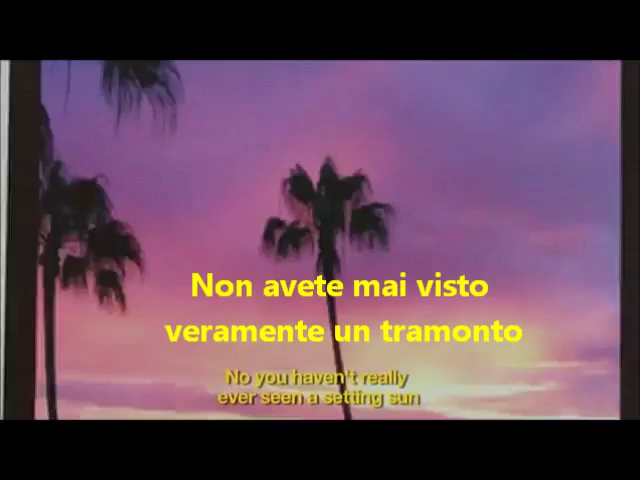 Non avete mai visto
veramente un tramonto
No you haven't really
ever seen a setting sun